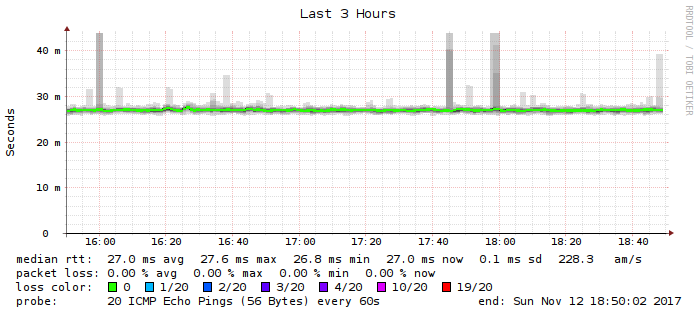 Last 3 Hours
RRDTOOL / TOBI OETIKER
Seconds
40 m
30 m
20 m
10 m
0
16:00 16:20 16:40 17:00 17:20 17:40 18:00 18:20 18:40
median rtt: 27.0 ms avg 27.6 ms max 26.8 ms min 27.0 ms now 0.1 ms sd 228.3 am/s
packet loss: 0.00 % avg 0.00 % max 0.00 % min 0.00 % now
loss color: 0 1/20 2/20 3/20 4/20 10/20 19/20
probe: 20 ICMP Echo Pings (56 Bytes) every 60s end: Sun Nov 12 18:50:02 2017